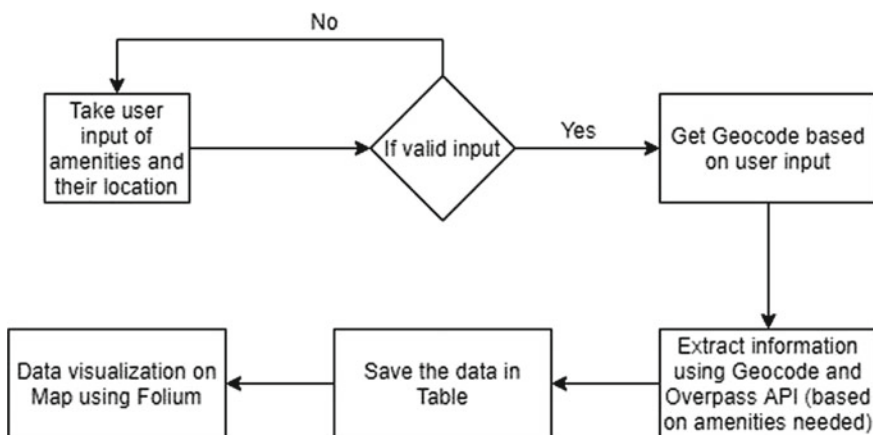 No
Take user
input of
amenities and
their location
If valid input
Yes
Get Geocode based
on user input
Extract information
using Geocode and
Overpass API (based
on amenities needed)
Save the data in
Table
Data visualization on
Map using Folium